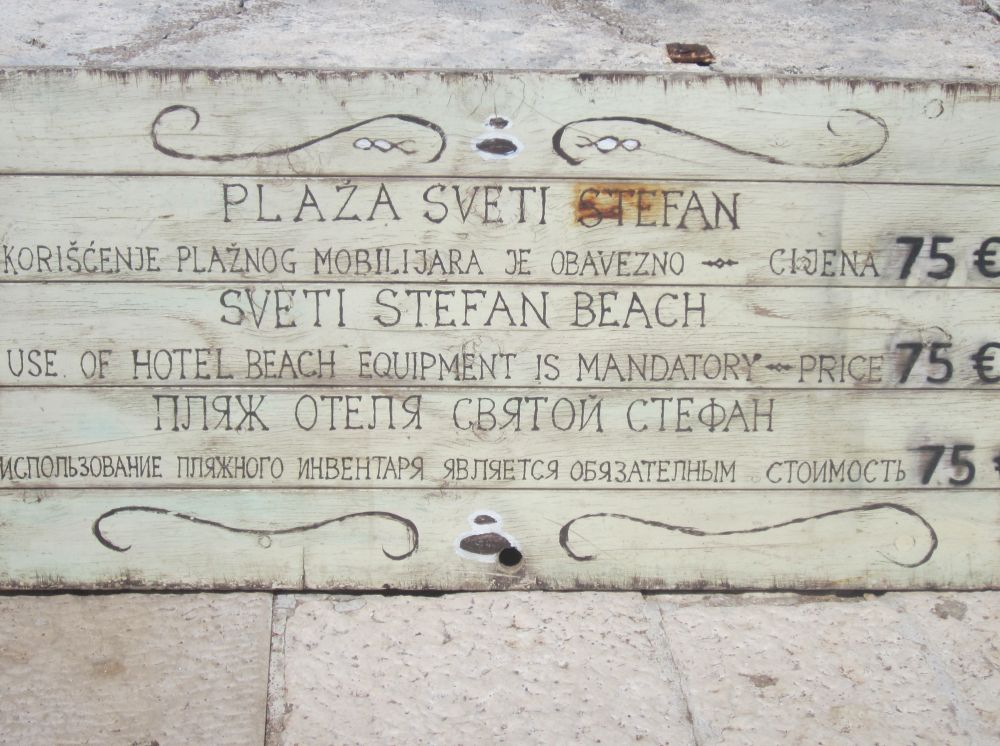 PLAŽA SVETI STEFAN
KORIŠĆENJE PLAŽNOG MOBILIJARA JE OBAVEZNO CIJENA 75 €
SVETI STEFAN BEACH
USE OF HOTEL BEACH EQUIPMENT IS MANDATORY PRICE 75 €
ПЛЯЖ ОТЕЛЯ СВЯТОЙ СТЕФАН
ИСПОЛЬЗОВАНИЕ ПЛЯЖНОГО ИНВЕНТАРЯ ЯВЛЯЕТСЯ ОБЯЗАТЕЛНЫМ СТОИМОСТЬ 75 €